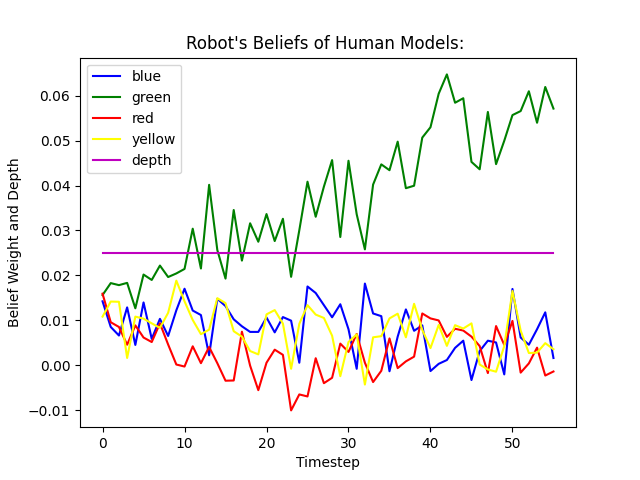 Robot's Beliefs of Human Models:
blue
green
red
yellow
depth
0.06
0.05
0.04
0.03
0.02
0.01
0.00
−0.01
Belief Weight and Depth
0 10 20 30 40 50
Timestep